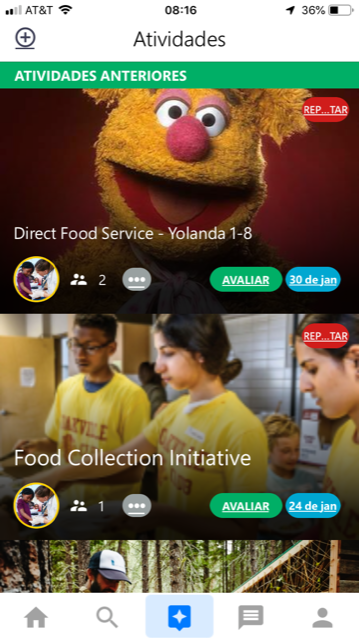 AT&T 08:16 36%
Atividades
ATIVIDADES ANTERIORES
REP...TAR
Direct Food Service - Yolanda 1-8
2 AVALIAR 30 de jan
REP...TAR
Food Collection Initiative
1 AVALIAR 24 de jan